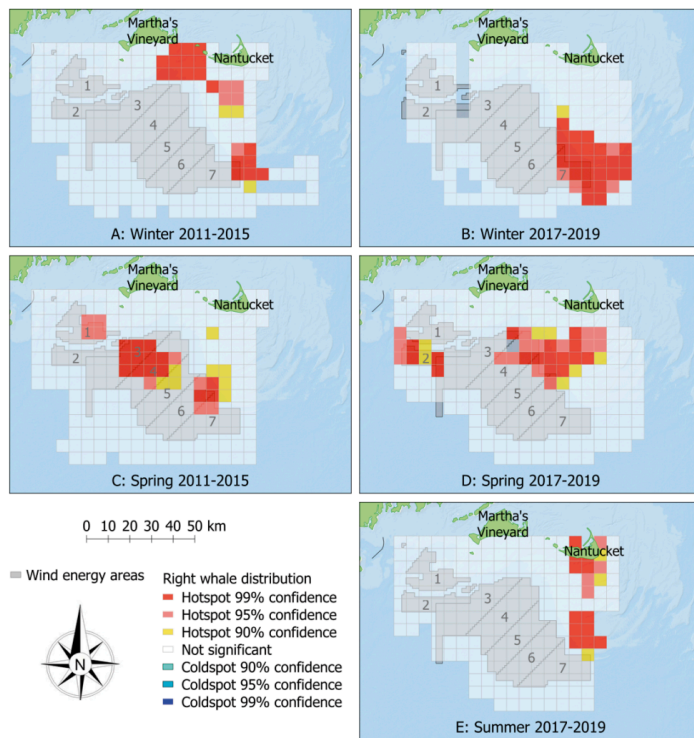 Martha's
Vineyard
Nantucket
1
2
3
4
5
6
7
A: Winter 2011-2015
Martha's
Vineyard
Nantucket
1
2
3
4
5
6
7
B: Winter 2017-2019
Martha's
Vineyard
Nantucket
1
2
3
4
5
6
7
C: Spring 2011-2015
Martha's
Vineyard
Nantucket
1
2
3
4
5
6
7
D: Spring 2017-2019
0 10 20 30 40 50 km
Wind energy areas
N
Right whale distribution
Hotspot 99% confidence
Hotspot 95% confidence
Hotspot 90% confidence
Not significant
Coldspot 90% confidence
Coldspot 95% confidence
Coldspot 99% confidence
Martha's
Vineyard
Nantucket
1
2
3
4
5
6
7
E: Summer 2017-2019